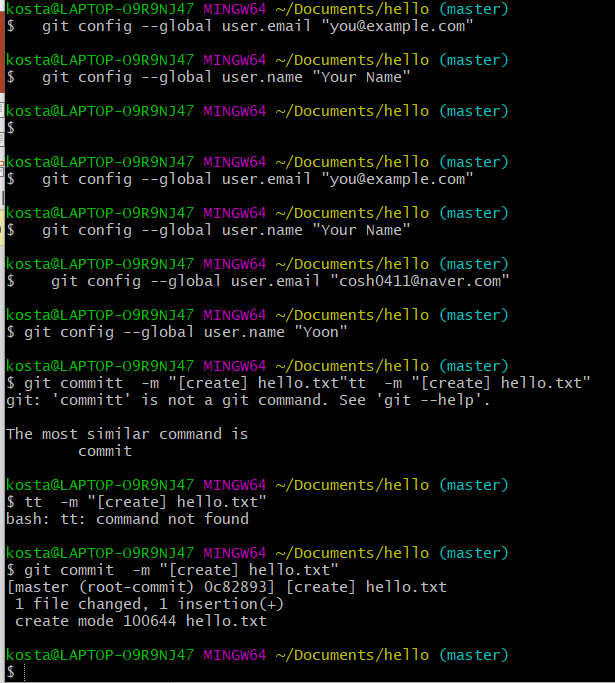 kosta@LAPTOP-O9R9NJ47 MINGW64 ~/Documents/hello (master)
$   git config --global user.email "you@example.com"
kosta@LAPTOP-O9R9NJ47 MINGW64 ~/Documents/hello (master)
$   git config --global user.name "Your Name"
kosta@LAPTOP-O9R9NJ47 MINGW64 ~/Documents/hello (master)
$
kosta@LAPTOP-O9R9NJ47 MINGW64 ~/Documents/hello (master)
$   git config --global user.email "you@example.com"
kosta@LAPTOP-O9R9NJ47 MINGW64 ~/Documents/hello (master)
$   git config --global user.name "Your Name"
kosta@LAPTOP-O9R9NJ47 MINGW64 ~/Documents/hello (master)
$    git config --global user.email "cosh0411@naver.com"
kosta@LAPTOP-O9R9NJ47 MINGW64 ~/Documents/hello (master)
$ git config --global user.name "Yoon"
kosta@LAPTOP-O9R9NJ47 MINGW64 ~/Documents/hello (master)
$ git committ  -m "[create] hello.txt"tt  -m "[create] hello.txt"
git: 'committ' is not a git command. See 'git --help'.
The most similar command is
        commit
kosta@LAPTOP-O9R9NJ47 MINGW64 ~/Documents/hello (master)
$ tt  -m "[create] hello.txt"
bash: tt: command not found
kosta@LAPTOP-O9R9NJ47 MINGW64 ~/Documents/hello (master)
$ git commit  -m "[create] hello.txt"
[master (root-commit) 0c82893] [create] hello.txt
 1 file changed, 1 insertion(+)
 create mode 100644 hello.txt
kosta@LAPTOP-O9R9NJ47 MINGW64 ~/Documents/hello (master)
$